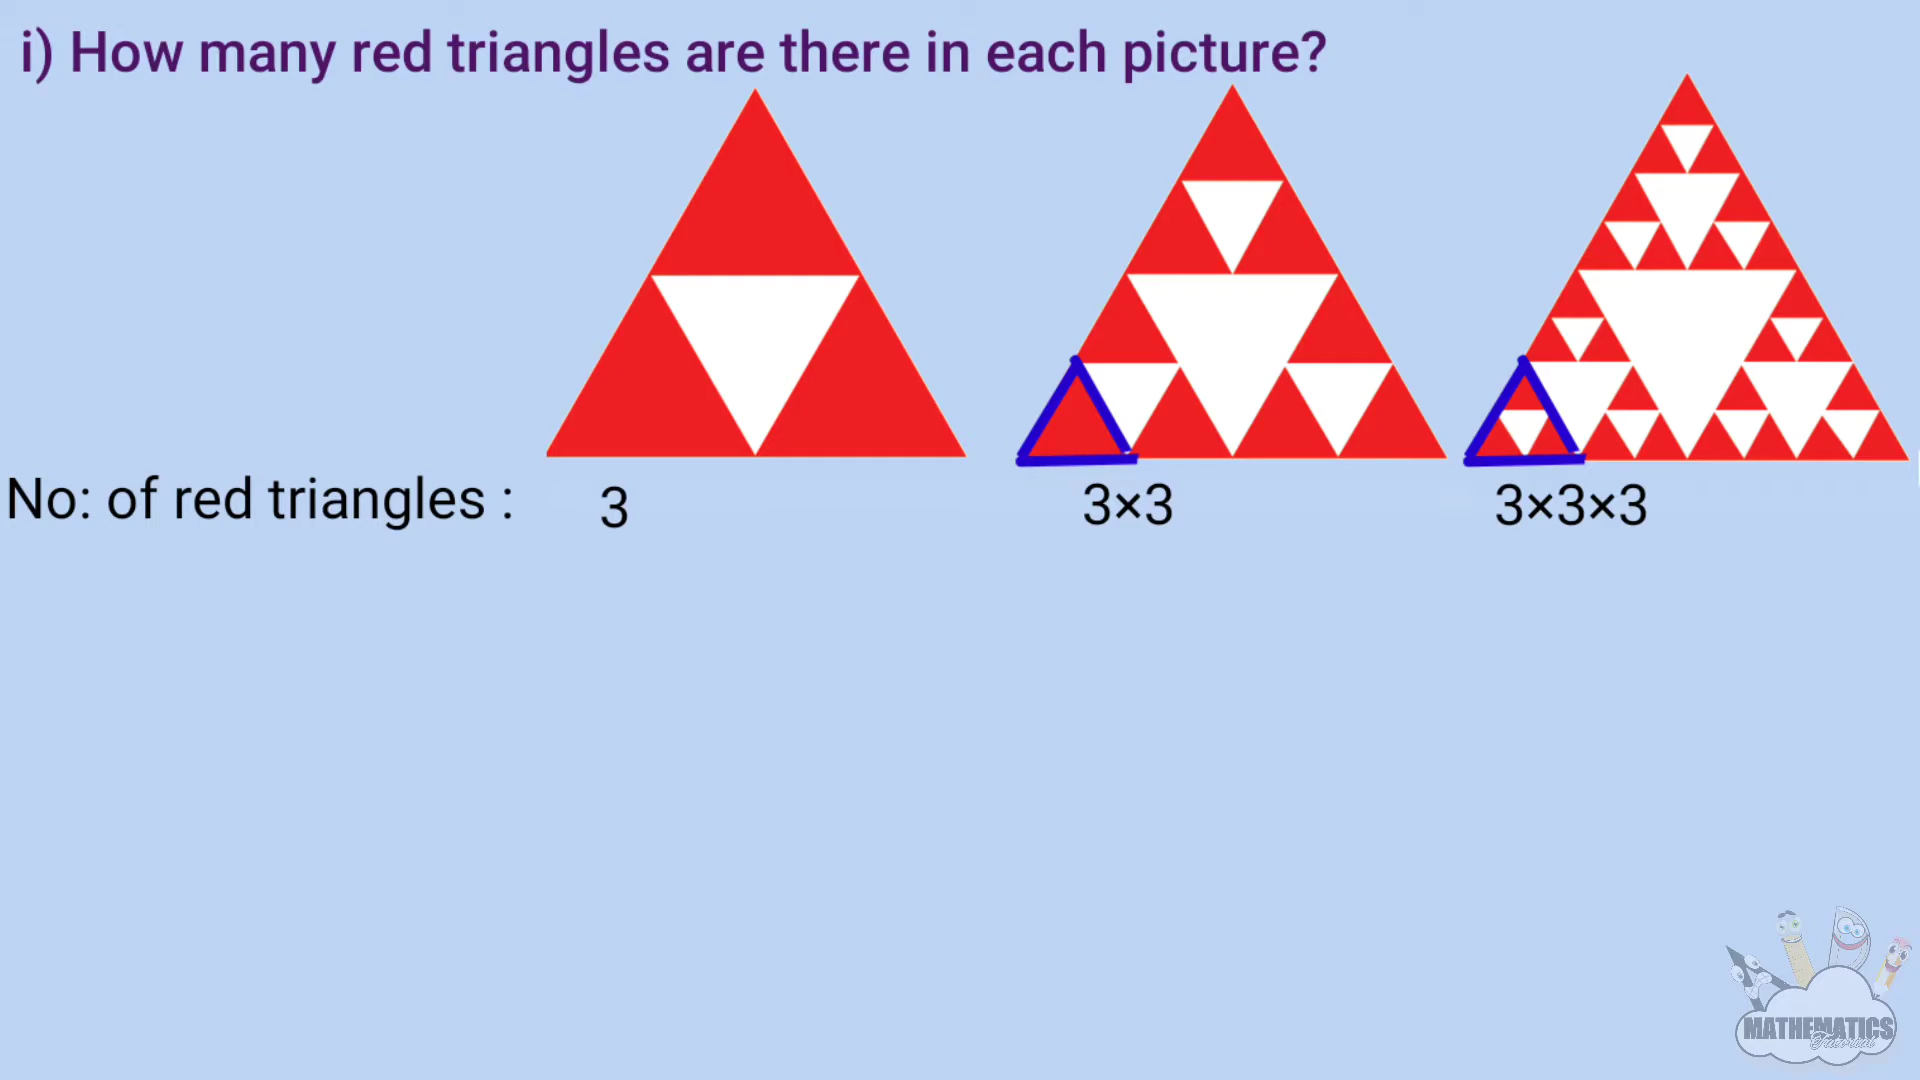 i) How many red triangles are there in each picture?
No: of red triangles : 3 3×3 3×3×3
MATHEMATICS
Tutorial